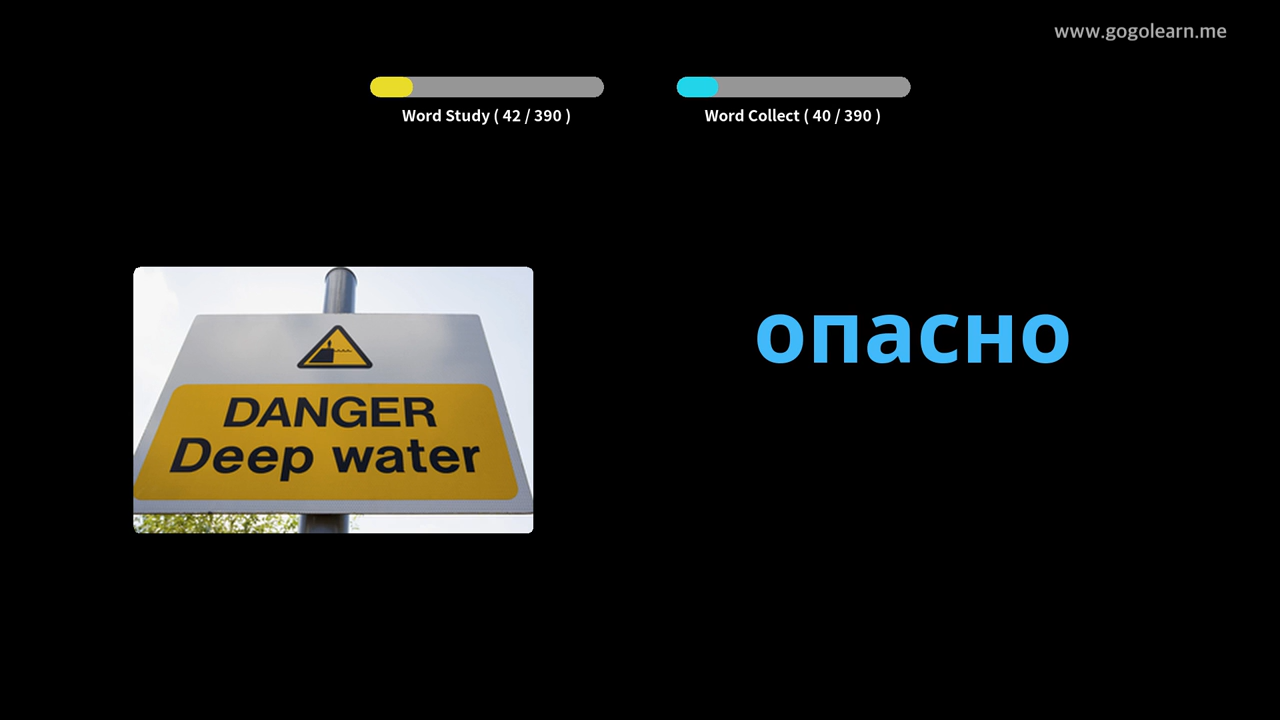 www.gogolearn.me
Word Study ( 42 / 390 )
Word Collect ( 40 / 390 )
DANGER
Deep water
опасно